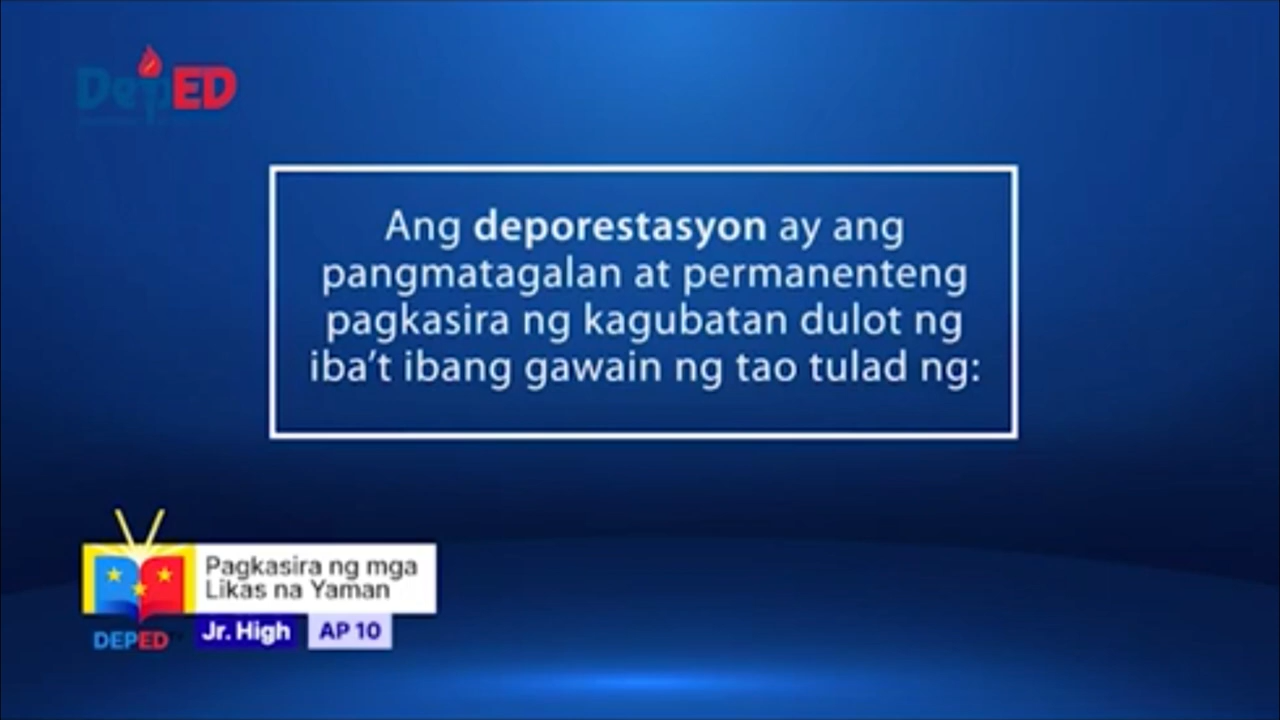 DepED
Ang deporestasyon ay ang
pangmatagalan at permanenteng
pagkasira ng kagubatan dulot ng
iba't ibang gawain ng tao tulad ng:
Pagkasira ng mga
Likas na Yaman
DEPED
Jr. High
AP 10